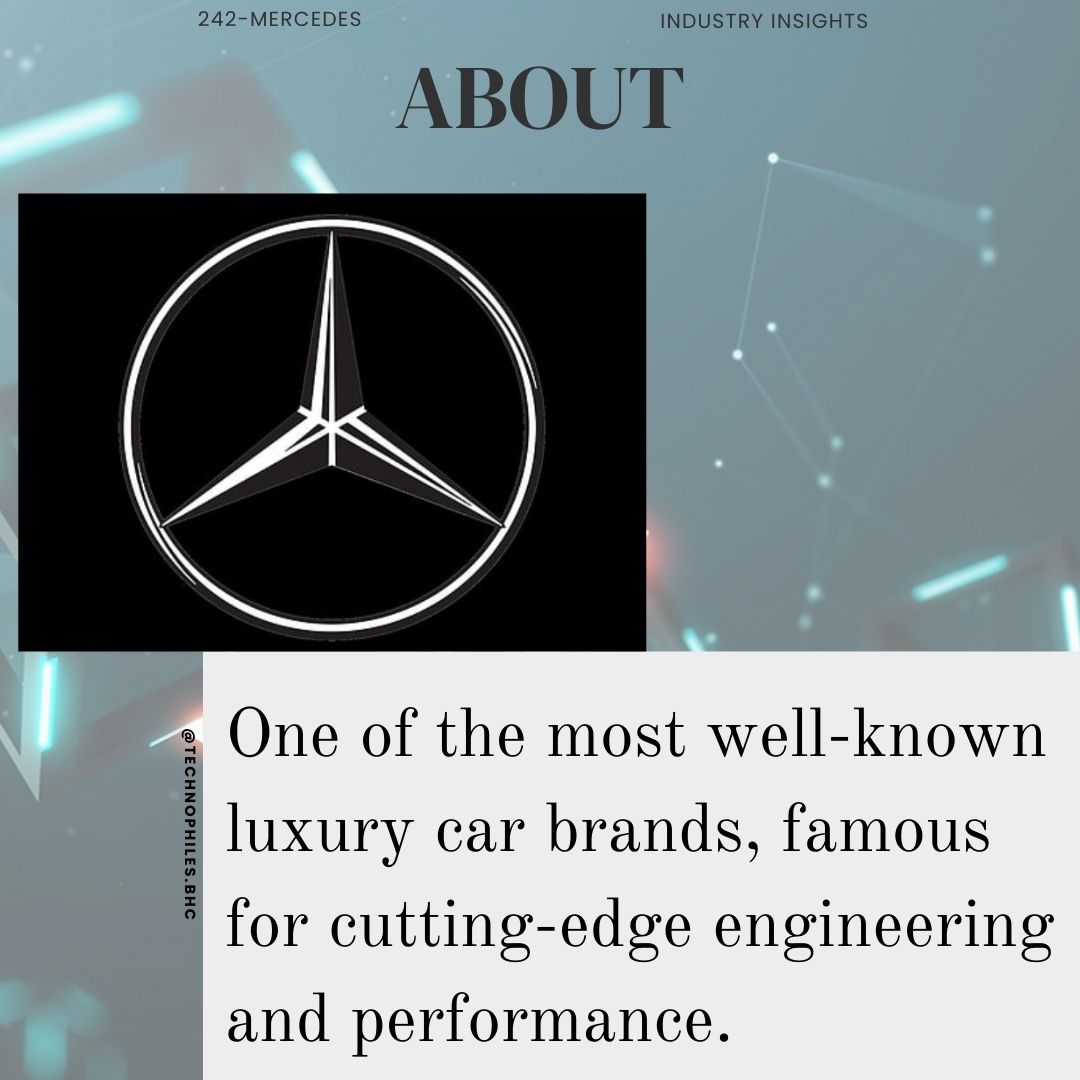 242-MERCEDES
INDUSTRY INSIGHTS
ABOUT
@TECHNOPHILES.BHC
One of the most well-known
luxury car brands, famous
for cutting-edge engineering
and performance.